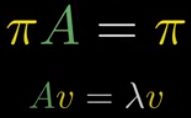 πA = π
Av = λv